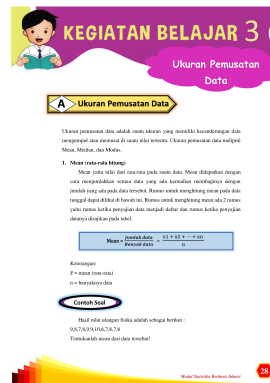 KEGIATAN BELAJAR 3
Ukuran Pemusatan
Data
A Ukuran Pemusatan Data
Ukuran pemusatan data adalah suatu ukuran yang memiliki kecenderungan data
mengumpul atau memusat di suatu nilai tertentu. Ukuran pemusatan data meliputi
Mean, Median, dan Modus.
1. Mean (rata-rata hitung)
Mean yaitu nilai dari rata-rata pada suatu data. Mean didapatkan dengan
cara menjumlahkan semua data yang ada kemudian membaginya dengan
jumlah yang ada pada data tersebut. Rumus untuk menghitung mean pada data
tunggal dapat dilihat di bawah ini. Rumus untuk menghitung mean ada 2 rumus
yaitu rumus ketika penyajian data menjadi daftar dan rumus ketika penyajian
datanya disajikan pada tabel.
Mean = Jumlah data / Banyak data = x1 + x2 + ⋯ + xn / n
Keterangan:
x̄ = mean (rata-rata)
n = banyaknya data
Contoh Soal
Hasil nilai ulangan fisika adalah sebagai berikut :
9,8,7,8,9,9,10,6,7,8,7,8
Tentukanlah mean dari data tersebut!
Modul Statistika Berbasis Inkuiri
28